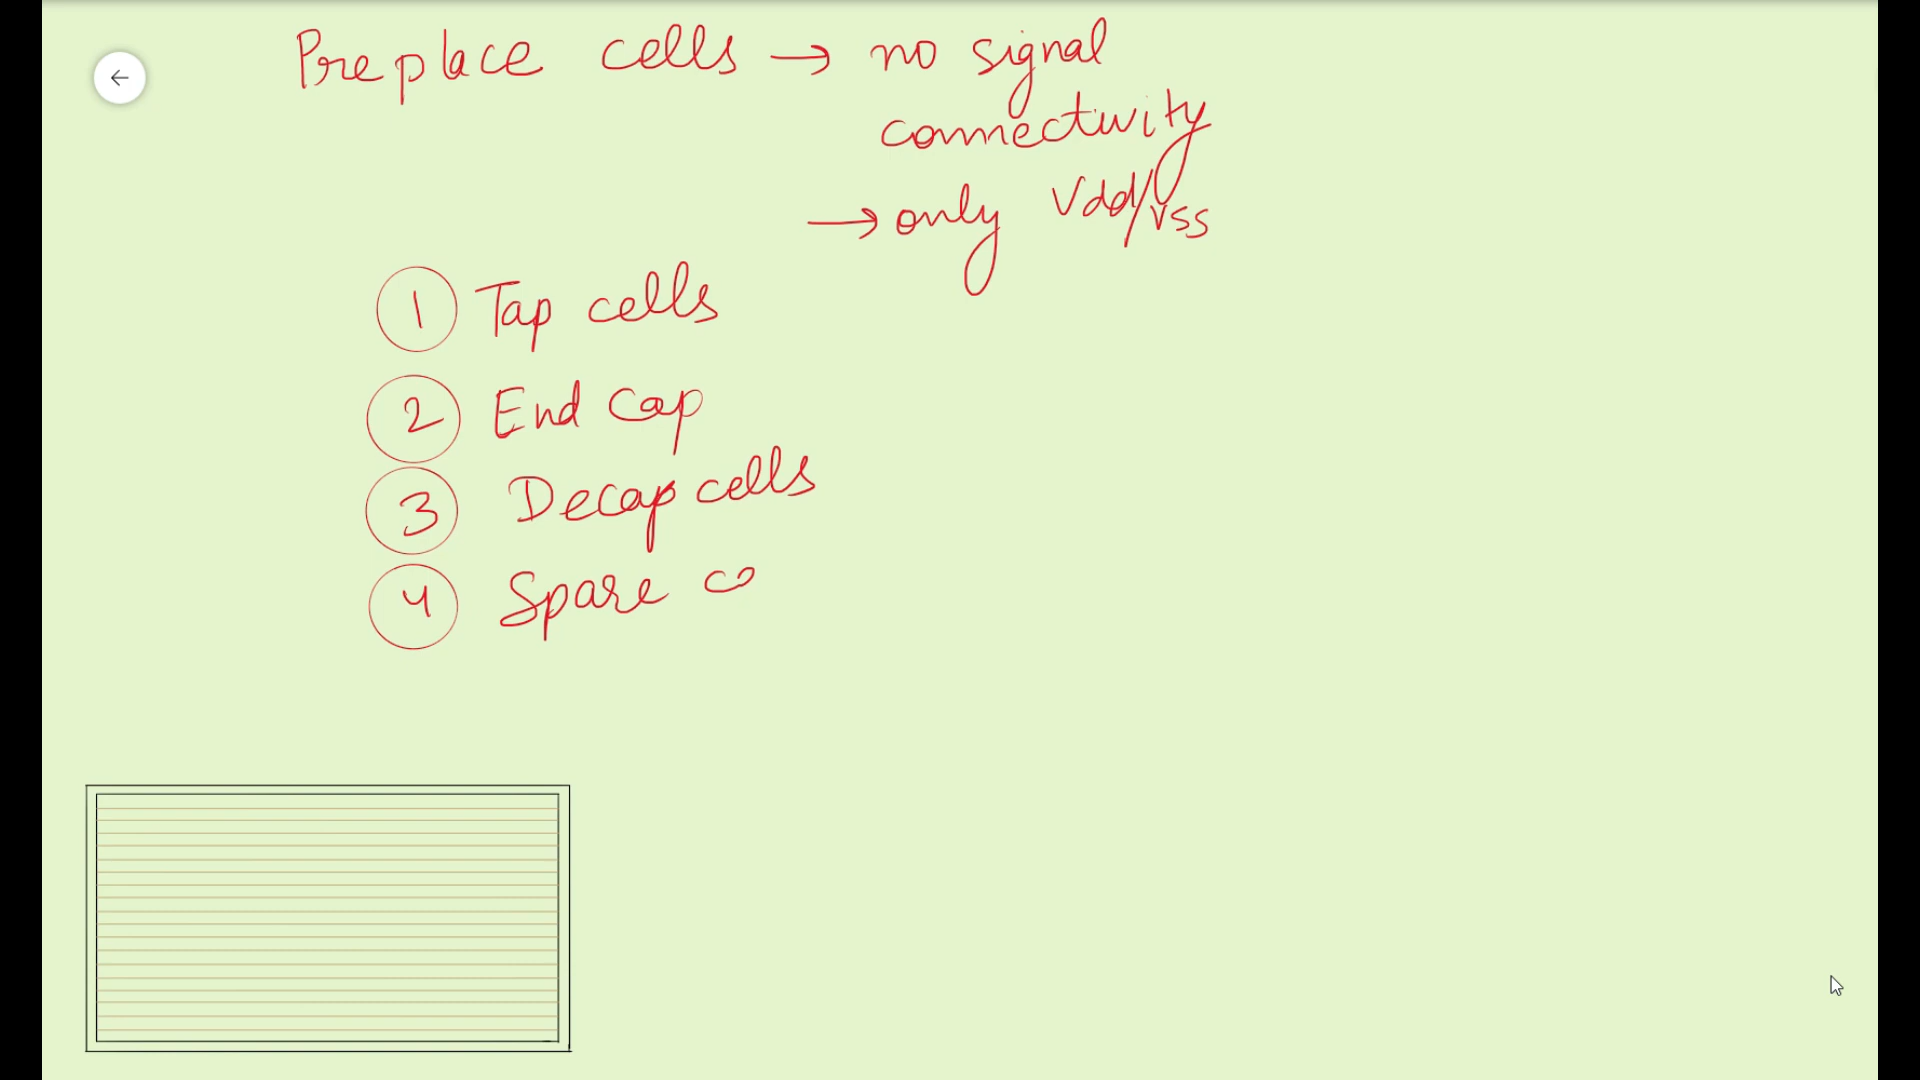 Preplace cells → no signal
connectivity
→ only Vdd/Vss
1 Tap cells
2 End Cap
3 Decap cells
4 Spare ce